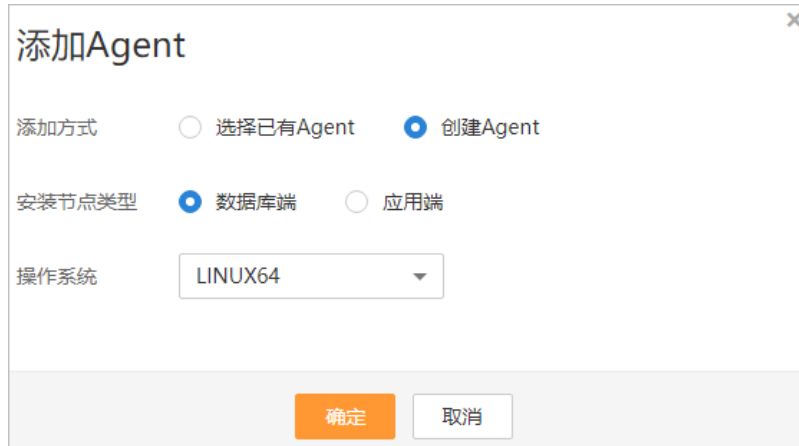 添加Agent
添加方式 选择已有Agent 创建Agent
安装节点类型 数据库端 应用端
操作系统 LINUX64
确定 取消